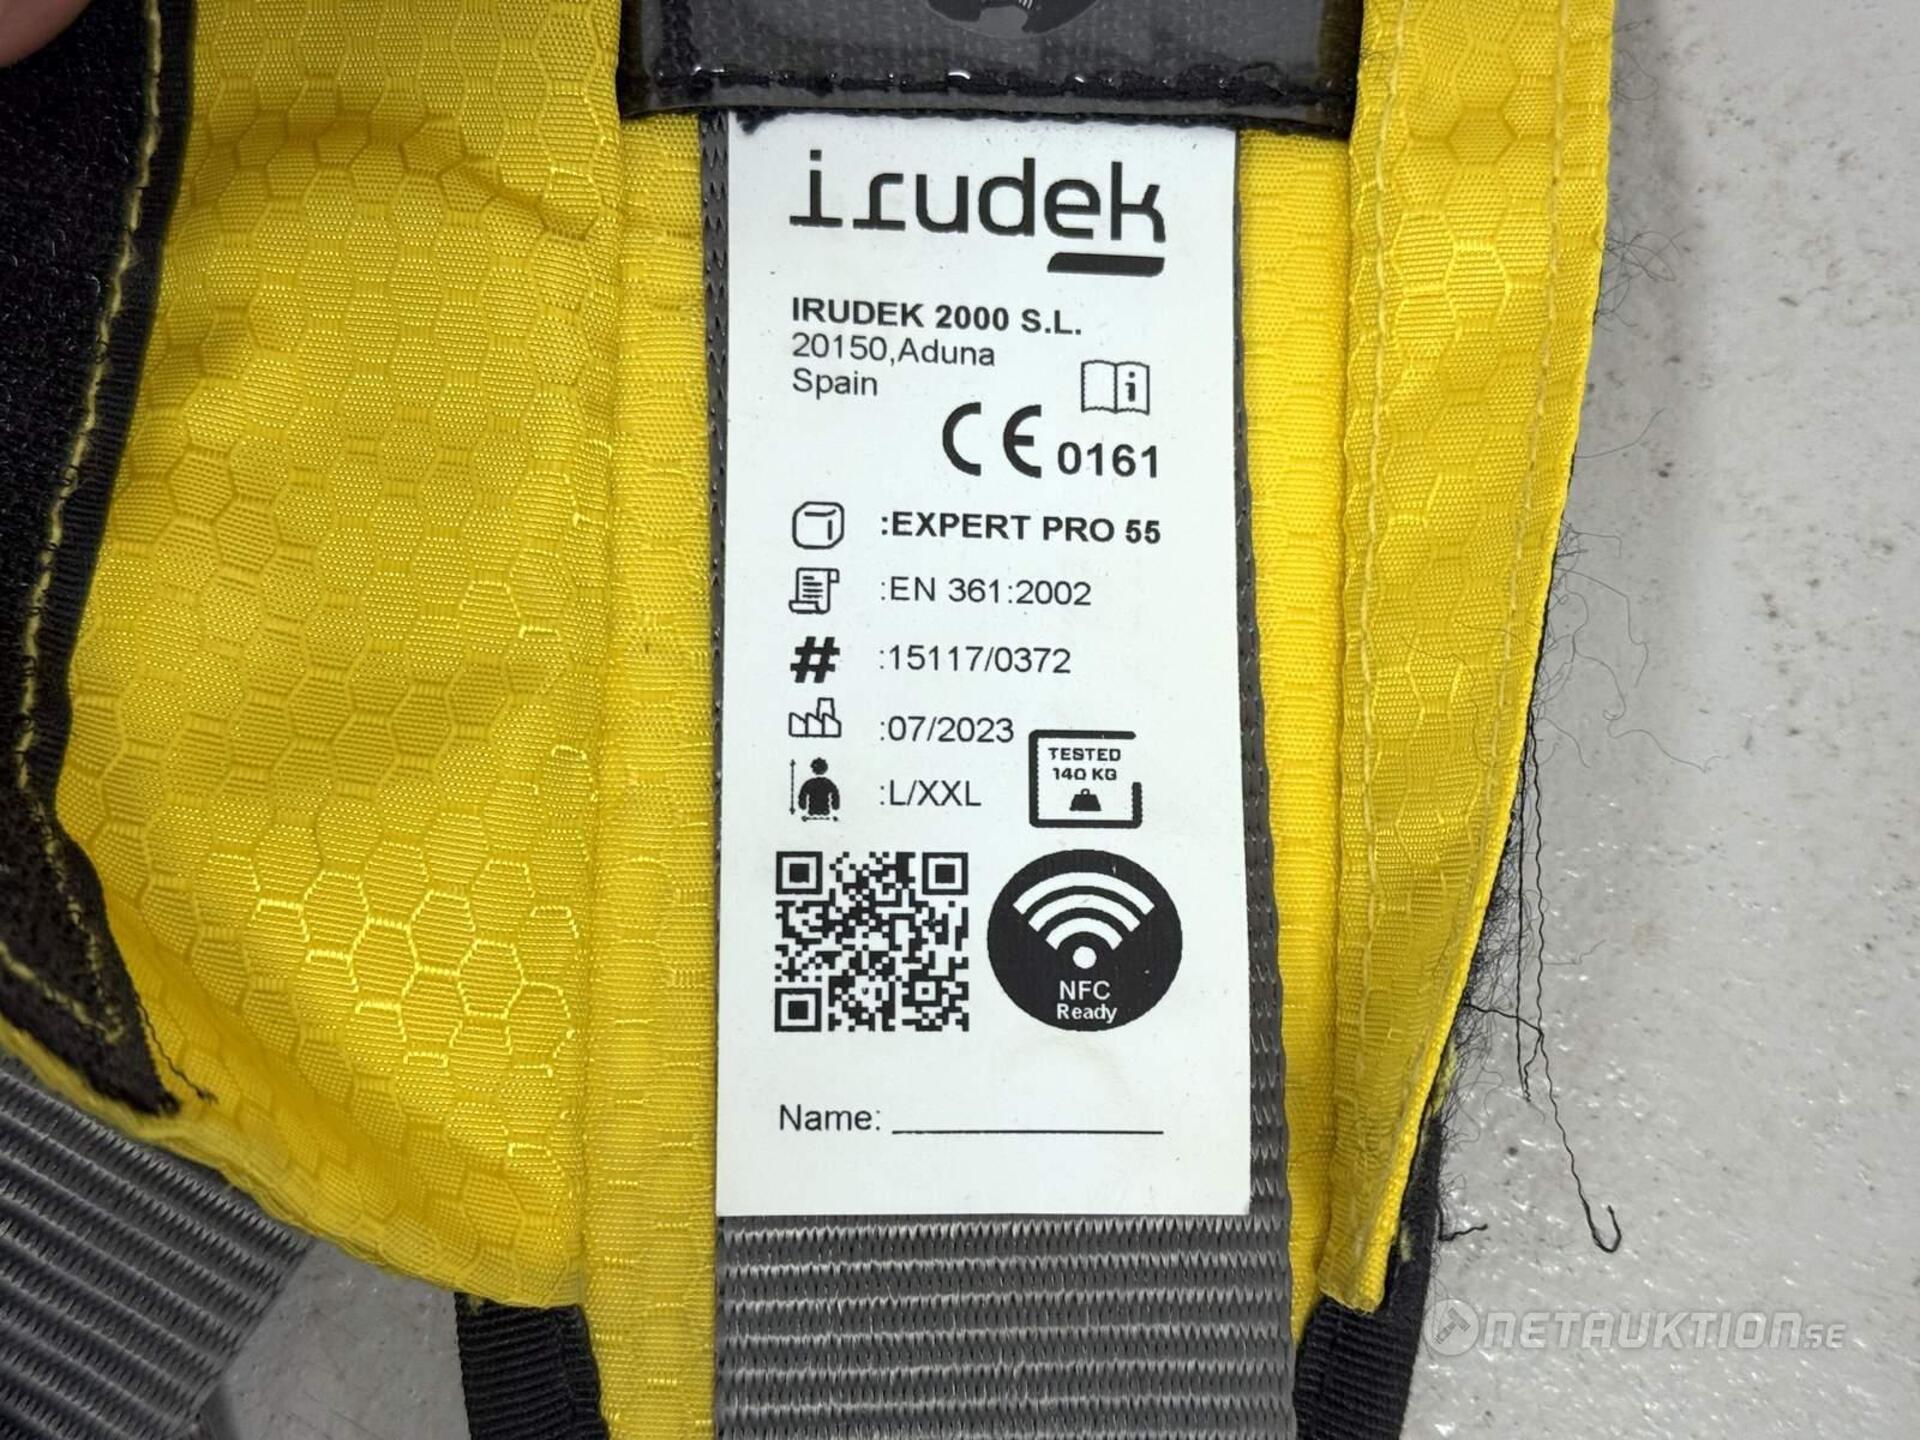 irudek
IRUDEK 2000 S.L.
20150,Aduna
Spain
CE 0161
:EXPERT PRO 55
:EN 361:2002
# :15117/0372
:07/2023
:L/XXL
TESTED
140 KG
NFC
Ready
Name:
NETAUKTION.SE